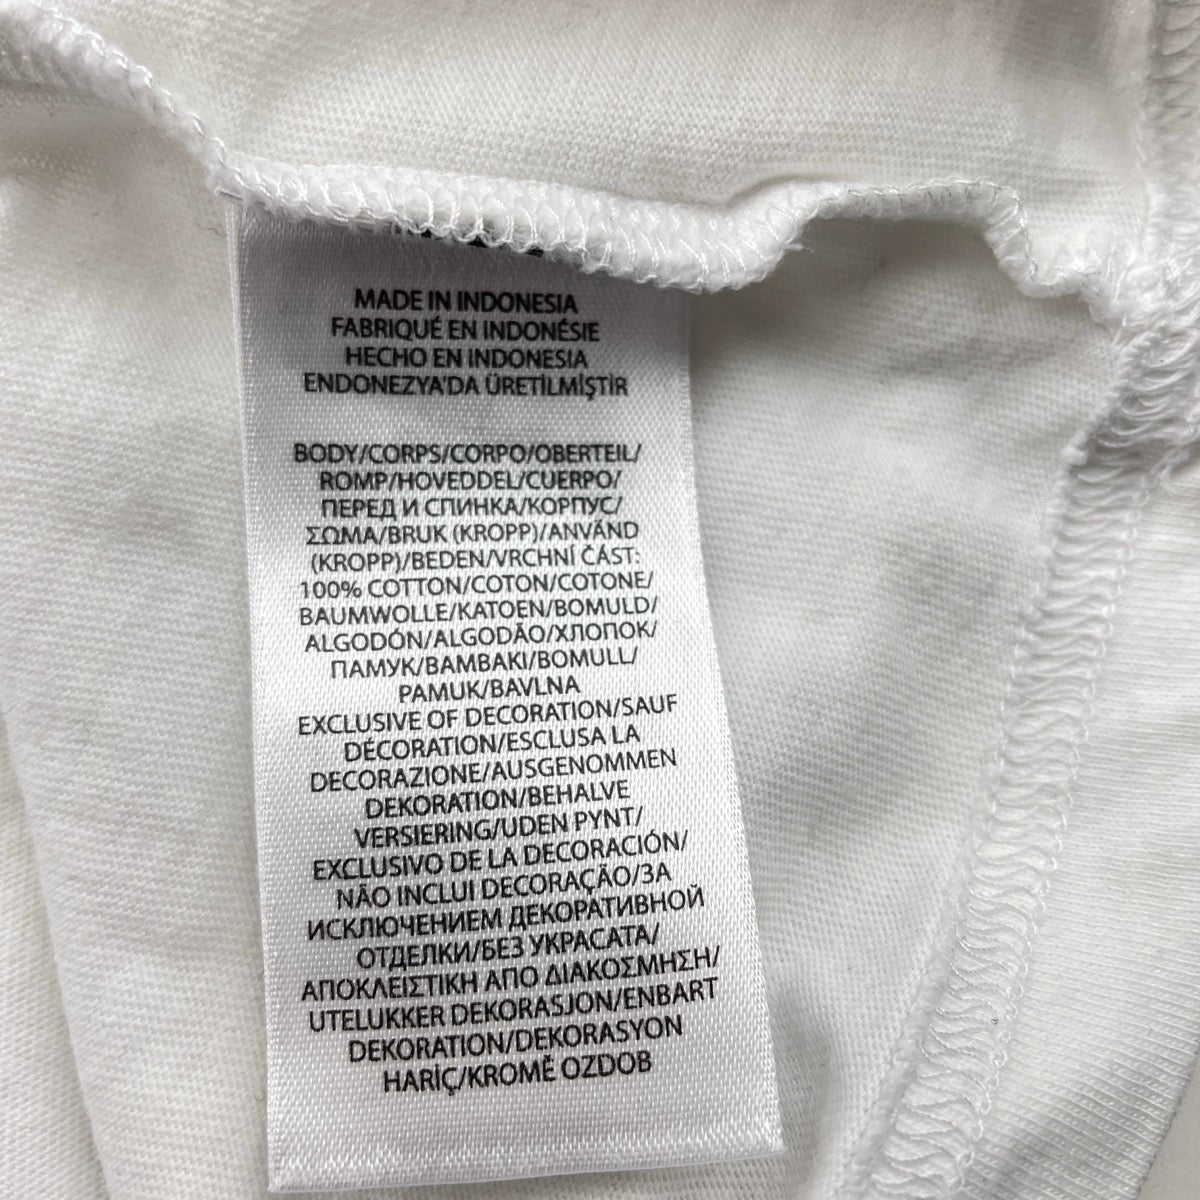 MADE IN INDONESIA
FABRIQUÉ EN INDONÉSIE
HECHO EN INDONESIA
ENDONEZYA'DA ÜRETİLMİŞTİR
BODY/CORPS/CORPO/OBERTEIL/
ROMP/HOVEDDEL/CUERPO/
ПЕРЕД И СПИНКА/КОРПУС/
ΣΩΜΑ/BRUK (KROPP)/ANVÄND
(KROPP)/BEDEN/VRCHNÍ ČÁST:
100% COTTON/COTON/COTONE/
BAUMWOLLE/KATOEN/BOMULD/
ALGODÓN/ALGODÃO/ХЛОПОК/
ПАМУК/ΒΑΜΒΑΚΙ/BOMULL/
PAMUK/BAVLNA
EXCLUSIVE OF DECORATION/SAUF
DÉCORATION/ESCLUSA LA
DECORAZIONE/AUSGENOMMEN
DEKORATION/BEHALVE
VERSIERING/UDEN PYNT/
EXCLUSIVO DE LA DECORACIÓN/
NÃO INCLUI DECORAÇÃO/ЗА
ИСКЛЮЧЕНИЕМ ДЕКОРАТИВНОЙ
ОТДЕЛКИ/БЕЗ УКРАСАТА/
ΑΠΟΚΛΕΙΣΤΙΚΗ ΑΠΟ ΔΙΑΚΟΣΜΗΣΗ/
UTELUKKER DEKORASJON/ENBART
DEKORATION/DEKORASYON
HARİÇ/KROMĚ OZDOB